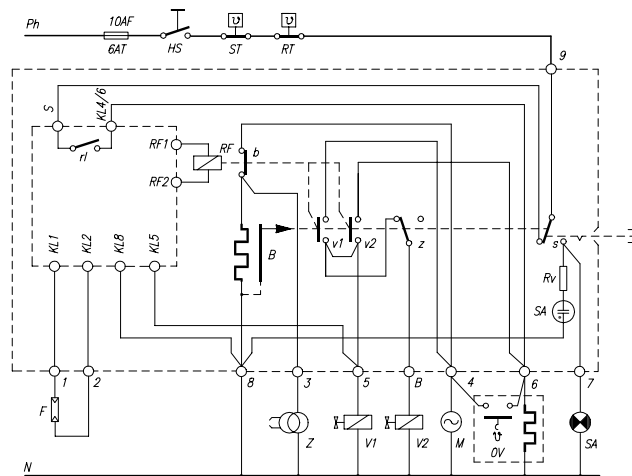 Ph
10AF
6AT
HS
ST
RT
9
S
KL4/6
rl
RF1
RF2
RF
b
KL1
KL2
KL8
KL5
B
v1
v2
z
s
Rv
SA
1
2
8
3
5
B
4
6
7
F
Z
V1
V2
M
OV
SA
N